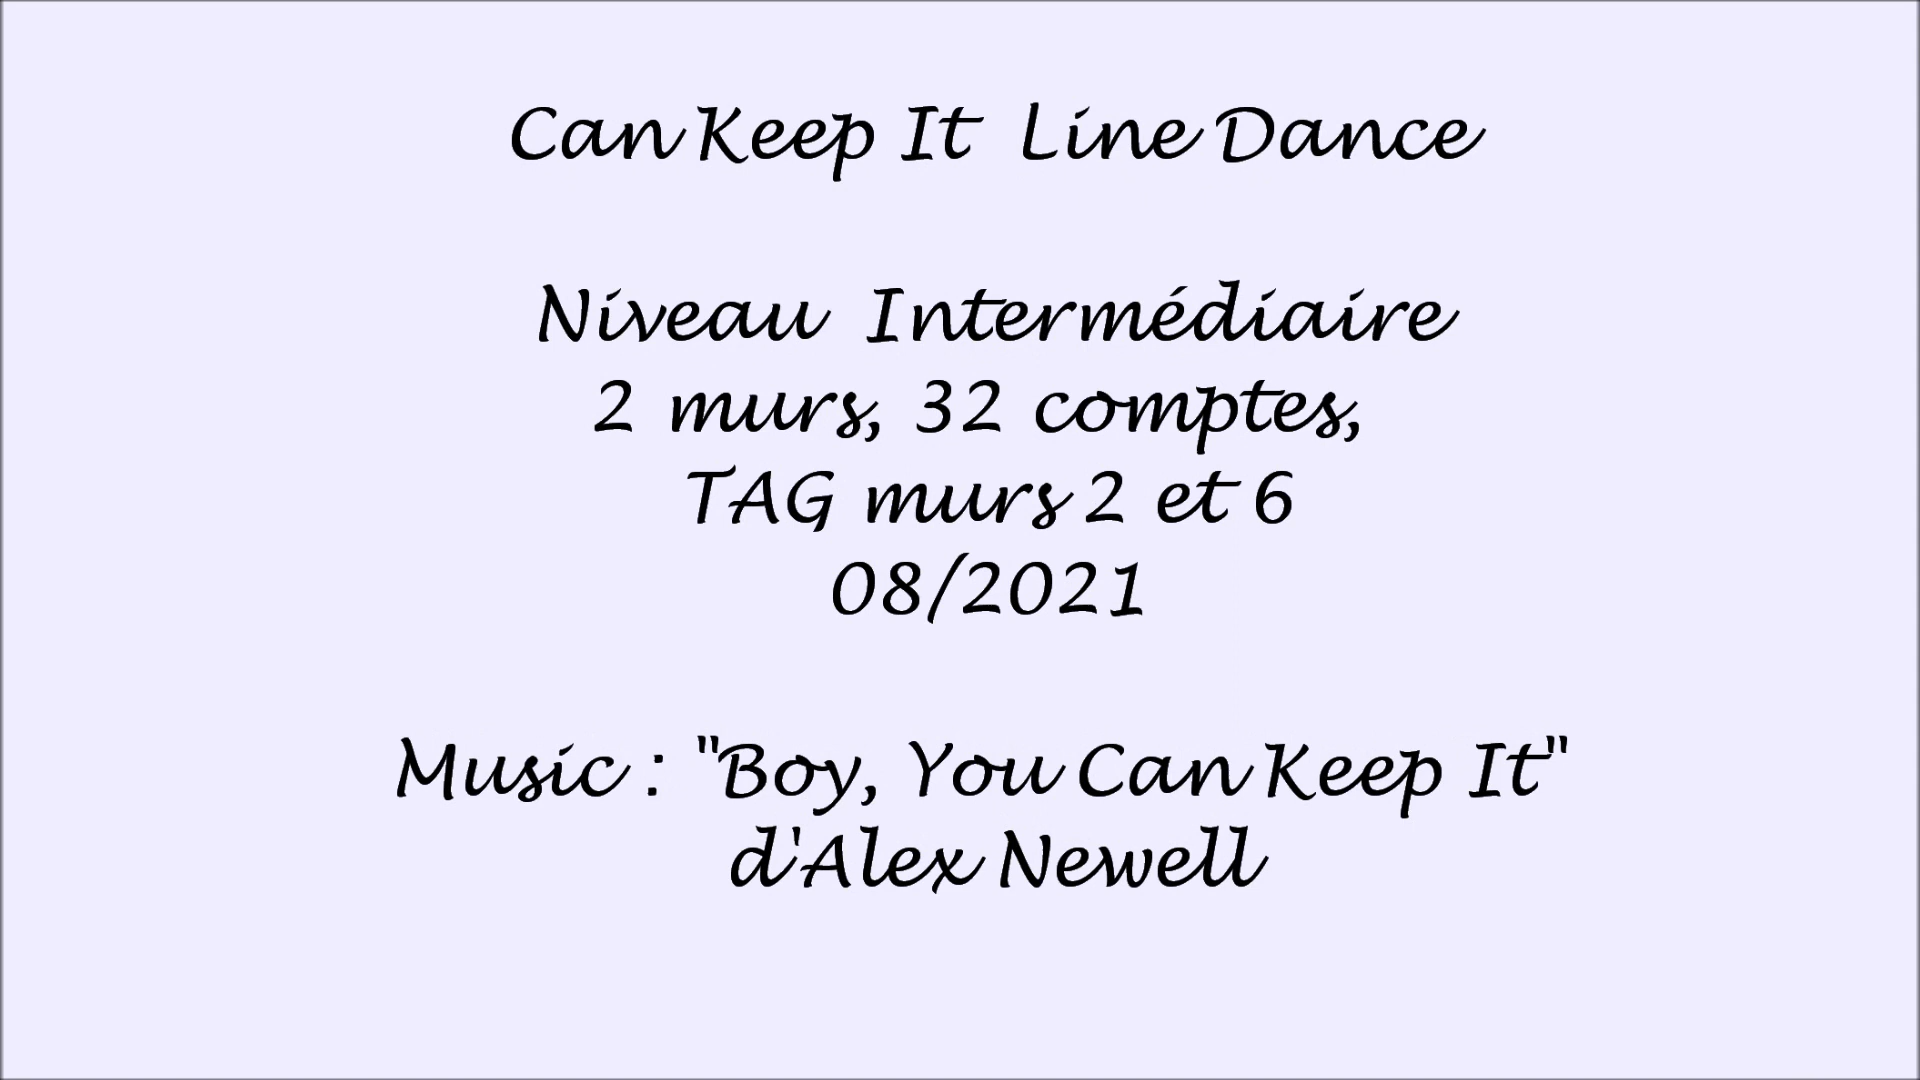 Can Keep It Line Dance
Niveau Intermédiaire
2 murs, 32 comptes,
TAG murs 2 et 6
08/2021
Music : "Boy, You Can Keep It"
d'Alex Newell